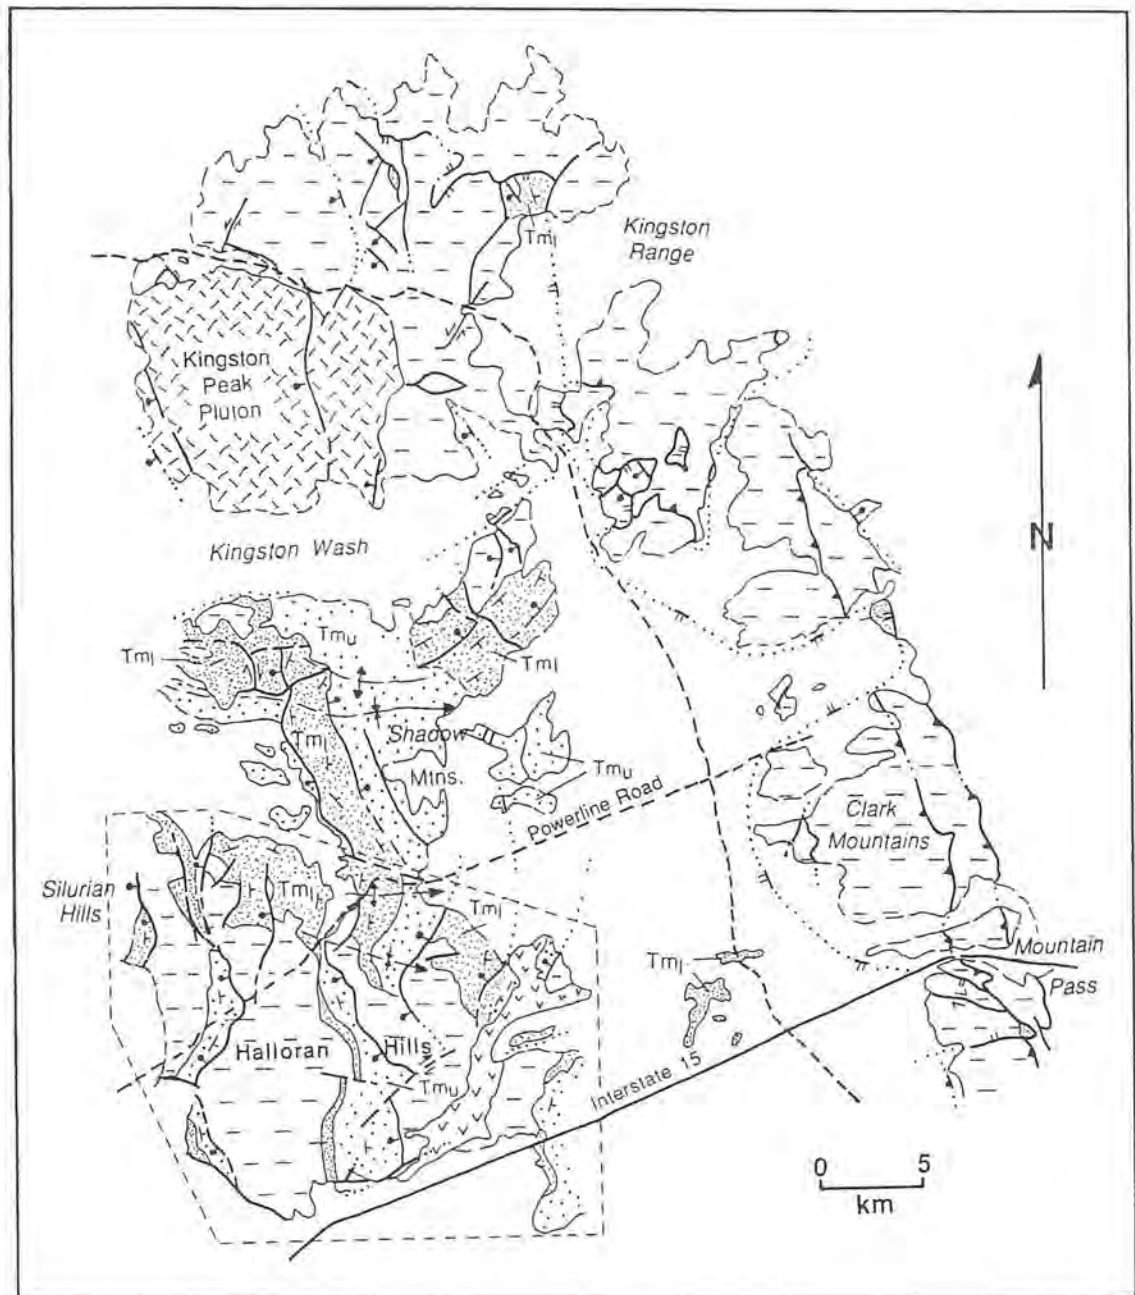 Tml
Kingston
Range
Kingston
Peak
Pluton
N
Kingston Wash
Tmu
Tml
Tml
Tml
Shadow
Mtns.
Tmu
Powerline Road
Clark
Mountains
Silurian
Hills
Tml
Tml
Tml
Mountain
Pass
Halloran Hills
Tmu
Interstate 15
0 5
km